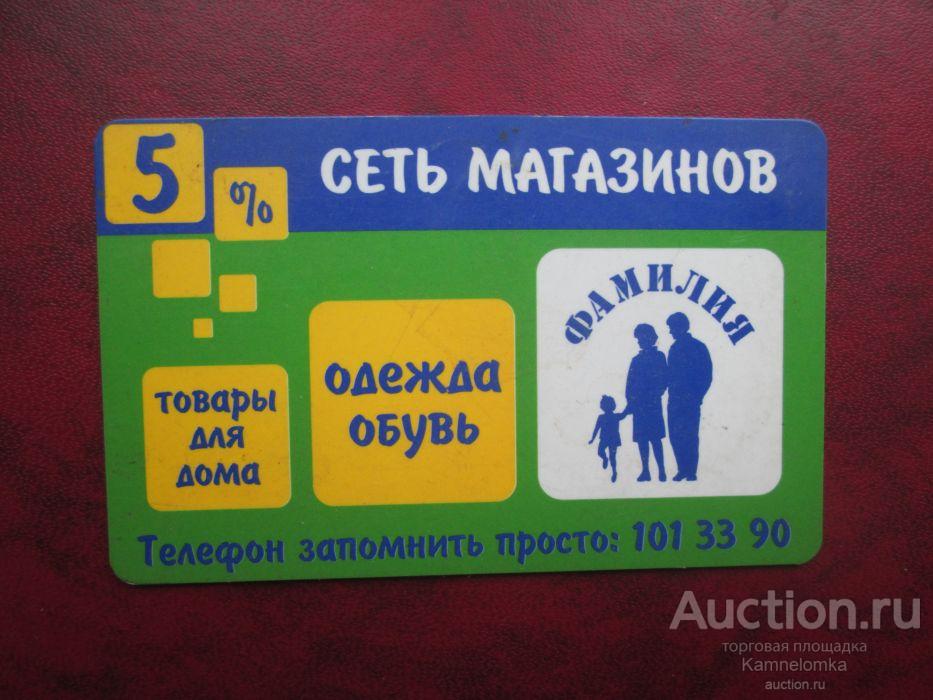 5
%
СЕТЬ МАГАЗИНОВ
ФАМИЛИЯ
одежда
обувь
товары
для
дома
Телефон запомнить просто: 101 33 90
Auction.ru
торговая площадка
Kamnelomka
auction.ru